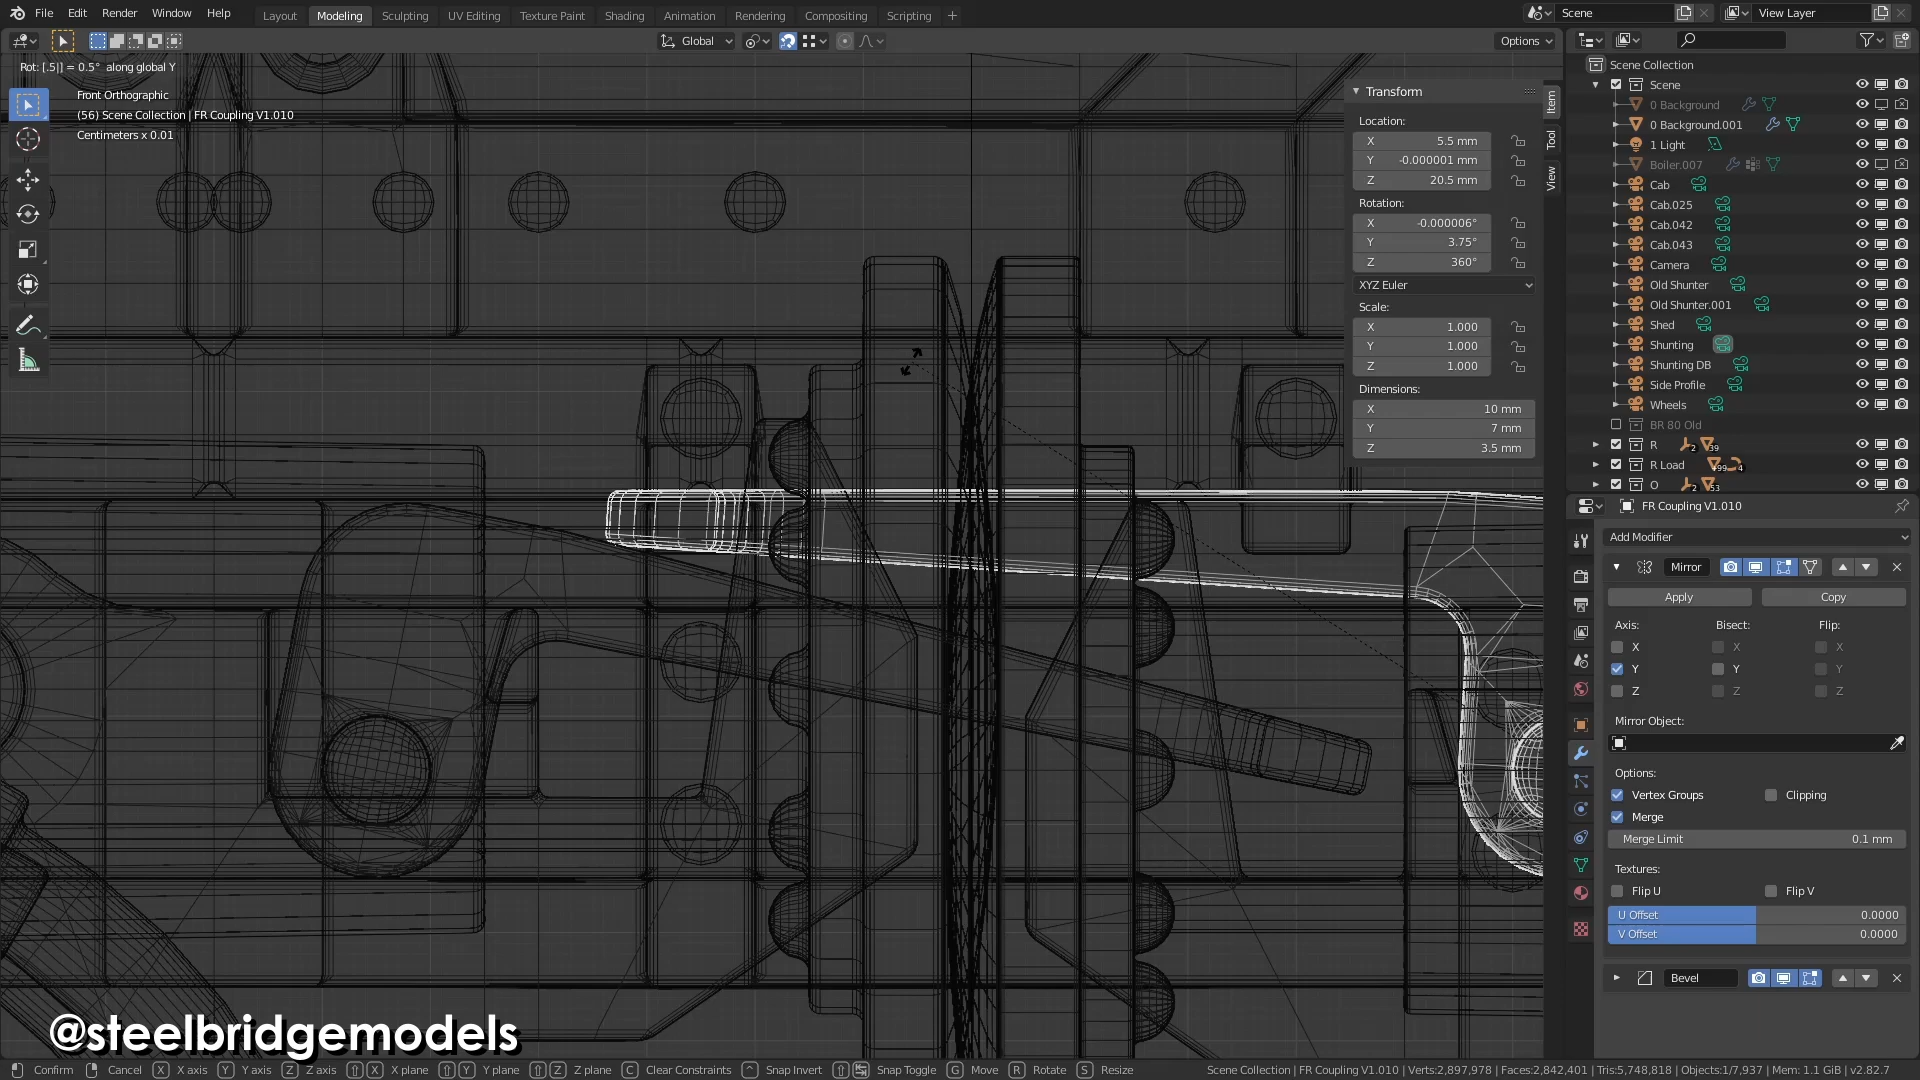 File Edit Render Window Help Layout Modeling Sculpting UV Editing Texture Paint Shading Animation Rendering Compositing Scripting + Scene View Layer
Global Options
Rot: [.5|] = 0.5° along global Y
Front Orthographic
(56) Scene Collection | FR Coupling V1.010
Centimeters x 0.01
Transform
Location:
X 5.5 mm
Y -0.000001 mm
Z 20.5 mm
Rotation:
X -0.000006°
Y 3.75°
Z 360°
XYZ Euler
Scale:
X 1.000
Y 1.000
Z 1.000
Dimensions:
X 10 mm
Y 7 mm
Z 3.5 mm
Item
Tool
View
Scene Collection
Scene
0 Background
0 Background.001
1 Light
Boiler.007
Cab
Cab.025
Cab.042
Cab.043
Camera
Old Shunter
Old Shunter.001
Shed
Shunting
Shunting DB
Side Profile
Wheels
BR 80 Old
R 2 39
R Load 99 4
O 2 53
FR Coupling V1.010
Add Modifier
Mirror
Apply Copy
Axis: Bisect: Flip:
X X X
Y Y Y
Z Z Z
Mirror Object:
Options:
Vertex Groups Clipping
Merge
Merge Limit 0.1 mm
Textures:
Flip U Flip V
U Offset 0.0000
V Offset 0.0000
Bevel
@steelbridgemodels
Confirm Cancel X X axis Y Y axis Z Z axis X X plane Y Y plane Z Z plane C Clear Constraints ^ Snap Invert Snap Toggle G Move R Rotate S Resize Scene Collection | FR Coupling V1.010 | Verts:2,897,978 | Faces:2,842,401 | Tris:5,748,818 | Objects:1/7,937 | Mem: 1.1 GiB | v2.82.7